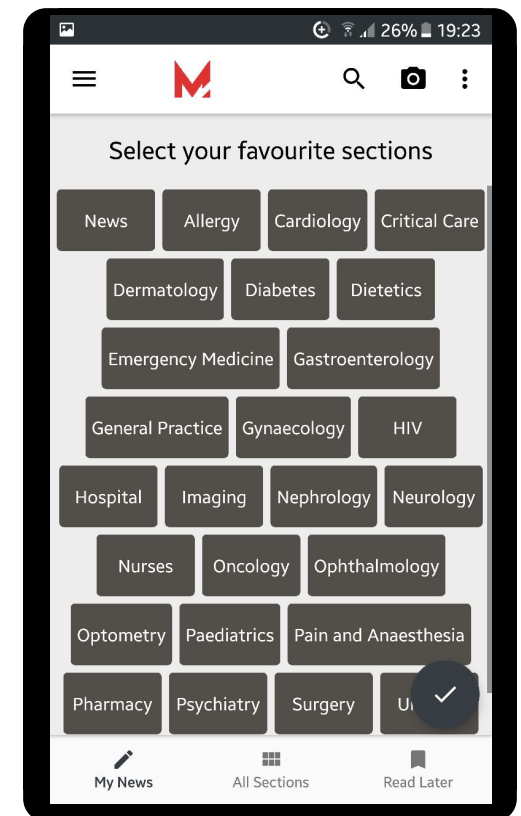 26% 19:23
M
Select your favourite sections
News Allergy Cardiology Critical Care
Dermatology Diabetes Dietetics
Emergency Medicine Gastroenterology
General Practice Gynaecology HIV
Hospital Imaging Nephrology Neurology
Nurses Oncology Ophthalmology
Optometry Paediatrics Pain and Anaesthesia
Pharmacy Psychiatry Surgery
My News All Sections Read Later